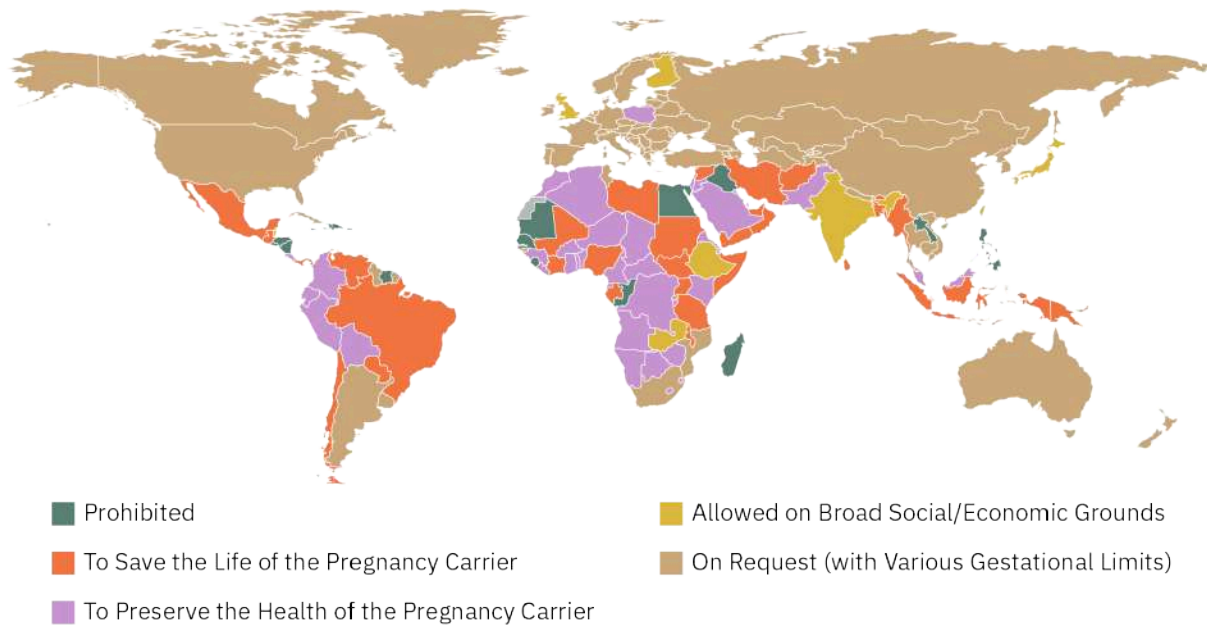 Prohibited
To Save the Life of the Pregnancy Carrier
To Preserve the Health of the Pregnancy Carrier
Allowed on Broad Social/Economic Grounds
On Request (with Various Gestational Limits)